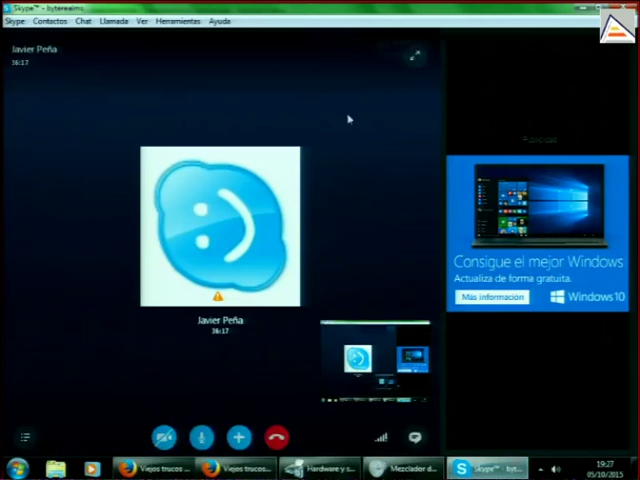 Skype™ - byterealms
Skype Contactos Chat Llamada Ver Herramientas Ayuda
Javier Peña
36:17
Publicidad
Consigue el mejor Windows
Actualiza de forma gratuita.
Más información
Windows10
Javier Peña
36:17
Viejos trucos ...
Viejos trucos...
Hardware y s...
Mezclador d...
Skype™ - byt...
19:27
05/10/2015